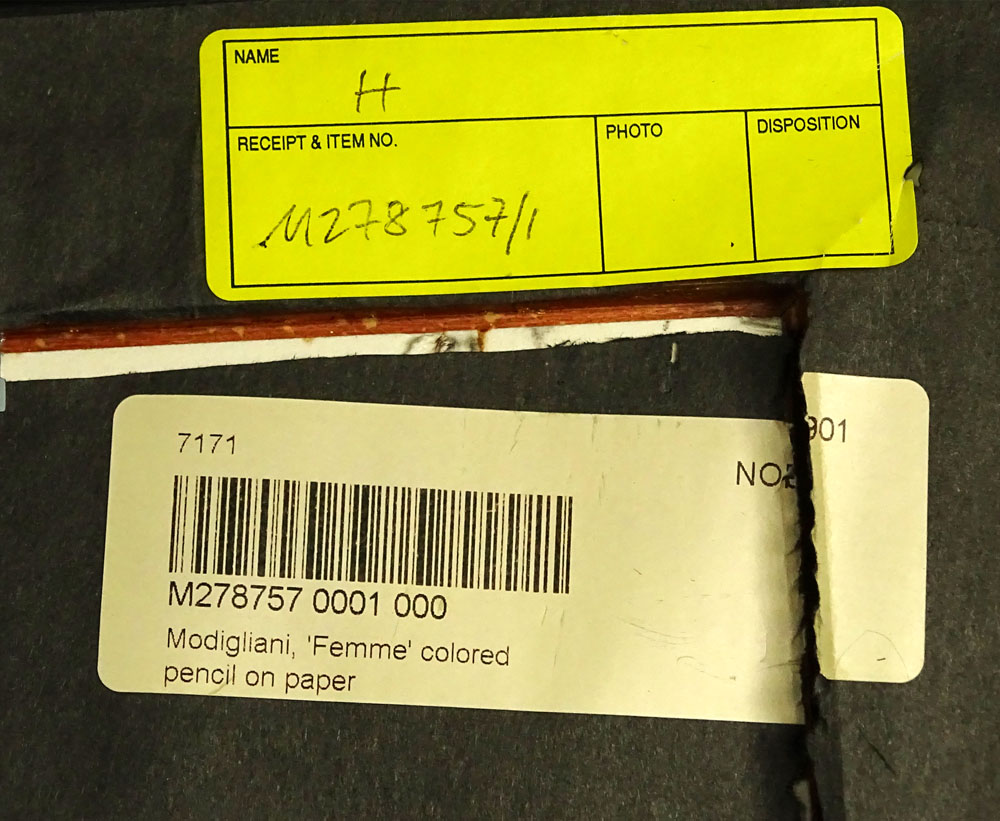 NAME
H
RECEIPT & ITEM NO.
PHOTO
DISPOSITION
M278757/1
7171
901
M278757 0001 000
Modigliani, 'Femme' colored
pencil on paper